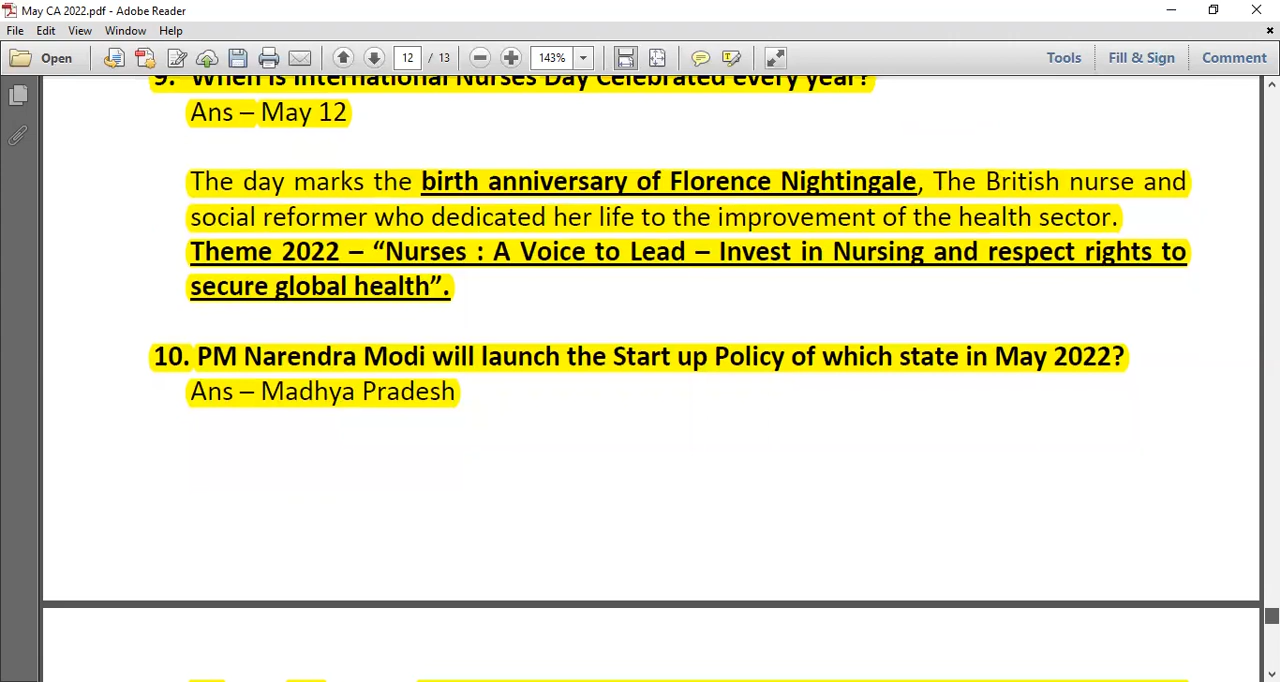 May CA 2022.pdf - Adobe Reader
File Edit View Window Help
Open 12 / 13 143% Tools Fill & Sign Comment
9. When is International Nurses Day Celebrated every year?
Ans – May 12
The day marks the birth anniversary of Florence Nightingale, The British nurse and
social reformer who dedicated her life to the improvement of the health sector.
Theme 2022 – “Nurses : A Voice to Lead – Invest in Nursing and respect rights to
secure global health”.
10. PM Narendra Modi will launch the Start up Policy of which state in May 2022?
Ans – Madhya Pradesh